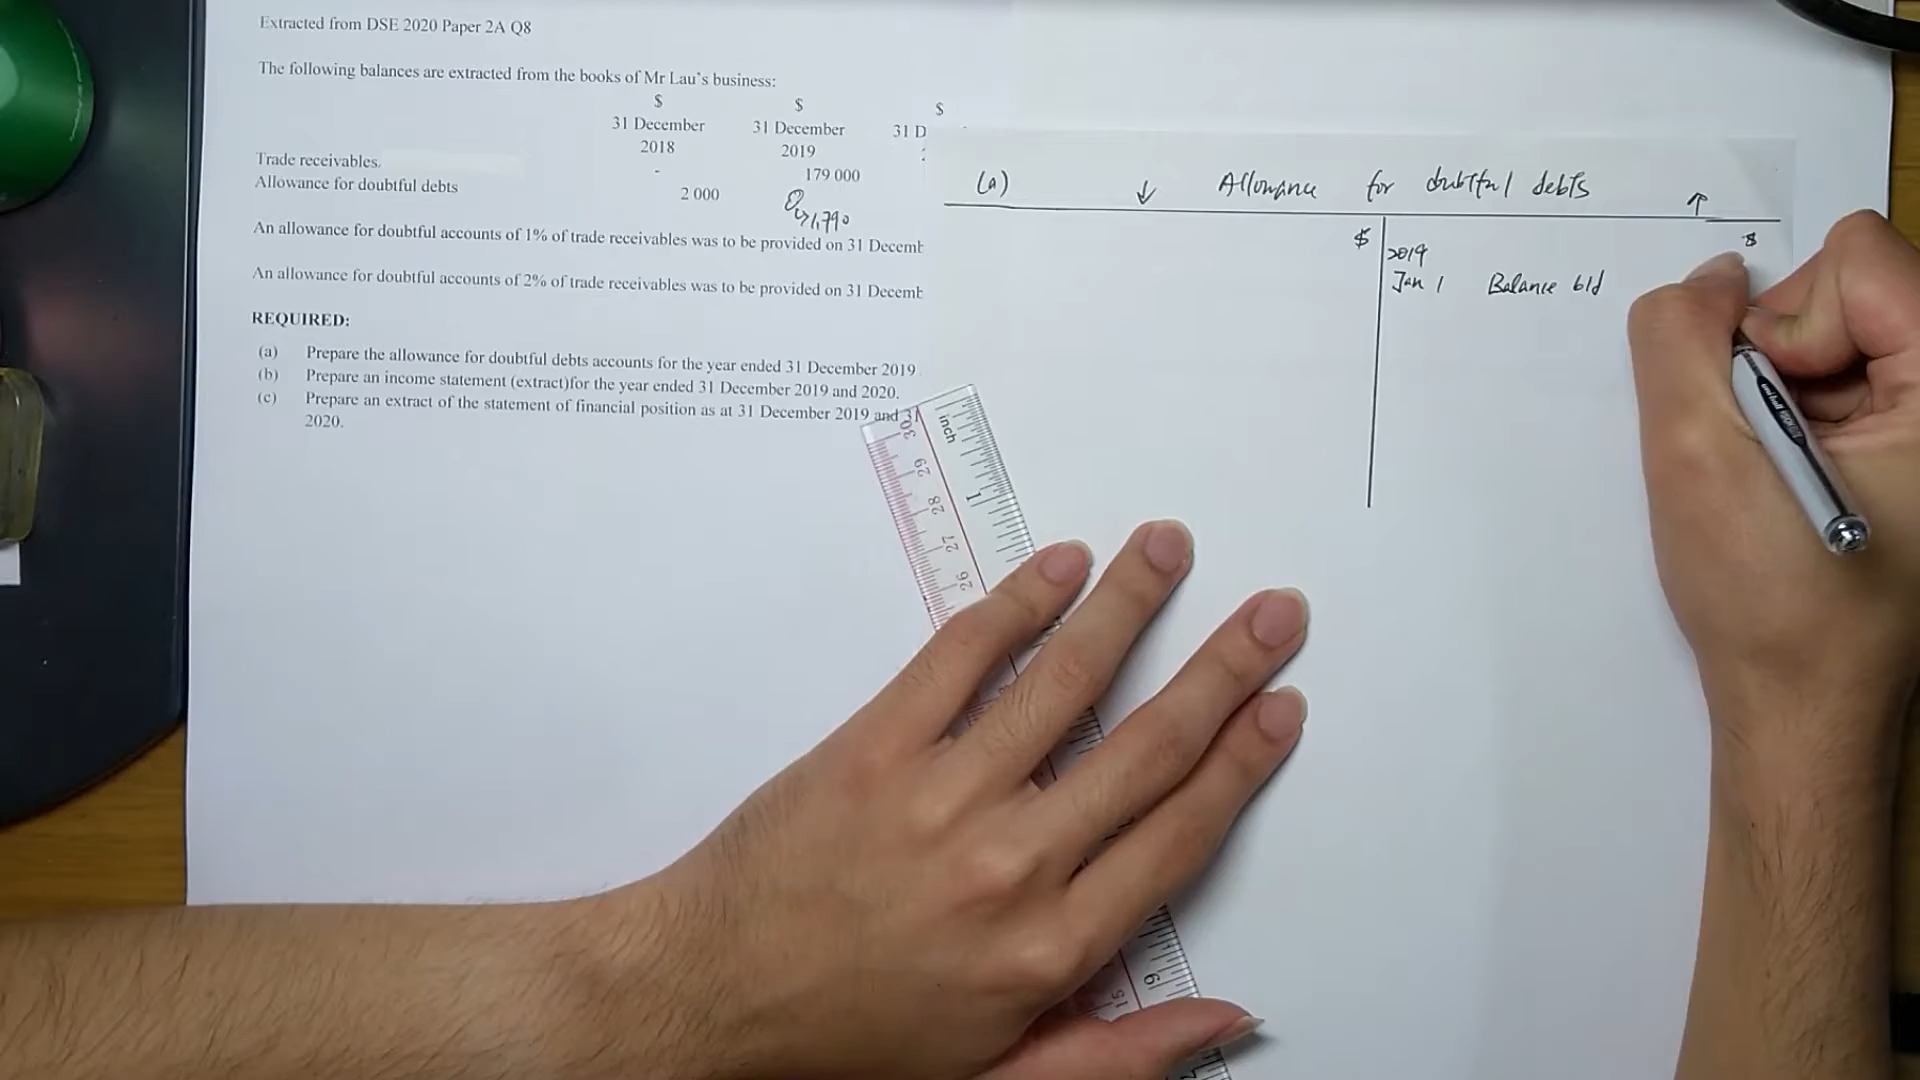 Extracted from DSE 2020 Paper 2A Q8
The following balances are extracted from the books of Mr Lau's business:
$ $ $
31 December 31 December 31 D
2018 2019
Trade receivables. - 179 000
Allowance for doubtful debts 2 000
1,790
An allowance for doubtful accounts of 1% of trade receivables was to be provided on 31 Decemb
An allowance for doubtful accounts of 2% of trade receivables was to be provided on 31 Decemb
REQUIRED:
(a) Prepare the allowance for doubtful debts accounts for the year ended 31 December 2019
(b) Prepare an income statement (extract)for the year ended 31 December 2019 and 2020.
(c) Prepare an extract of the statement of financial position as at 31 December 2019 and 31
2020.
(a) ↓ Allowance for doubtful debts ↑
$ $
2019
Jan 1 Balance b/d
inch
1
30
29
28
27
26
6
15